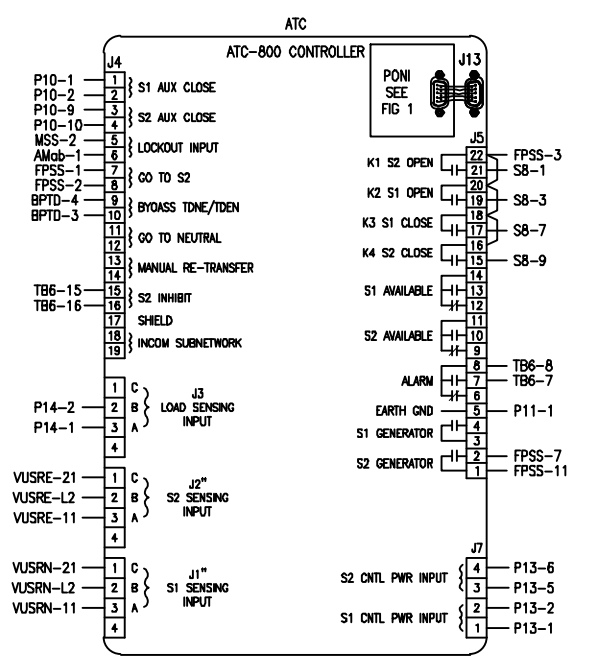 ATC
ATC-800 CONTROLLER
J4
P10-1 1
P10-2 2
S1 AUX CLOSE
P10-9 3
P10-10 4
S2 AUX CLOSE
MSS-2 5
AMab-1 6
LOCKOUT INPUT
FPSS-1 7
FPSS-2 8
GO TO S2
BPTD-4 9
BPTD-3 10
BYOASS TDNE/TDEN
11
12
GO TO NEUTRAL
13
14
MANUAL RE-TRANSFER
TB6-15 15
TB6-16 16
S2 INHIBIT
17 SHIELD
18
19
INCOM SUBNETWORK
1 C
P14-2 2 B
P14-1 3 A
4
J3
LOAD SENSING
INPUT
VUSRE-21 1 C
VUSRE-L2 2 B
VUSRE-11 3 A
4
J2"
S2 SENSING
INPUT
VUSRN-21 1 C
VUSRN-L2 2 B
VUSRN-11 3 A
4
J1"
S1 SENSING
INPUT
PONI
SEE
FIG 1
J13
J5
K1 S2 OPEN
22 FPSS-3
21 S8-1
K2 S1 OPEN
20
19 S8-3
K3 S1 CLOSE
18
17 S8-7
K4 S2 CLOSE
16
15 S8-9
S1 AVAILABLE
14
13
12
S2 AVAILABLE
11
10
9
ALARM
8 TB6-8
7 TB6-7
6
EARTH GND 5 P11-1
S1 GENERATOR
4
3
S2 GENERATOR
2 FPSS-7
1 FPSS-11
J7
S2 CNTL PWR INPUT
4 P13-6
3 P13-5
S1 CNTL PWR INPUT
2 P13-2
1 P13-1